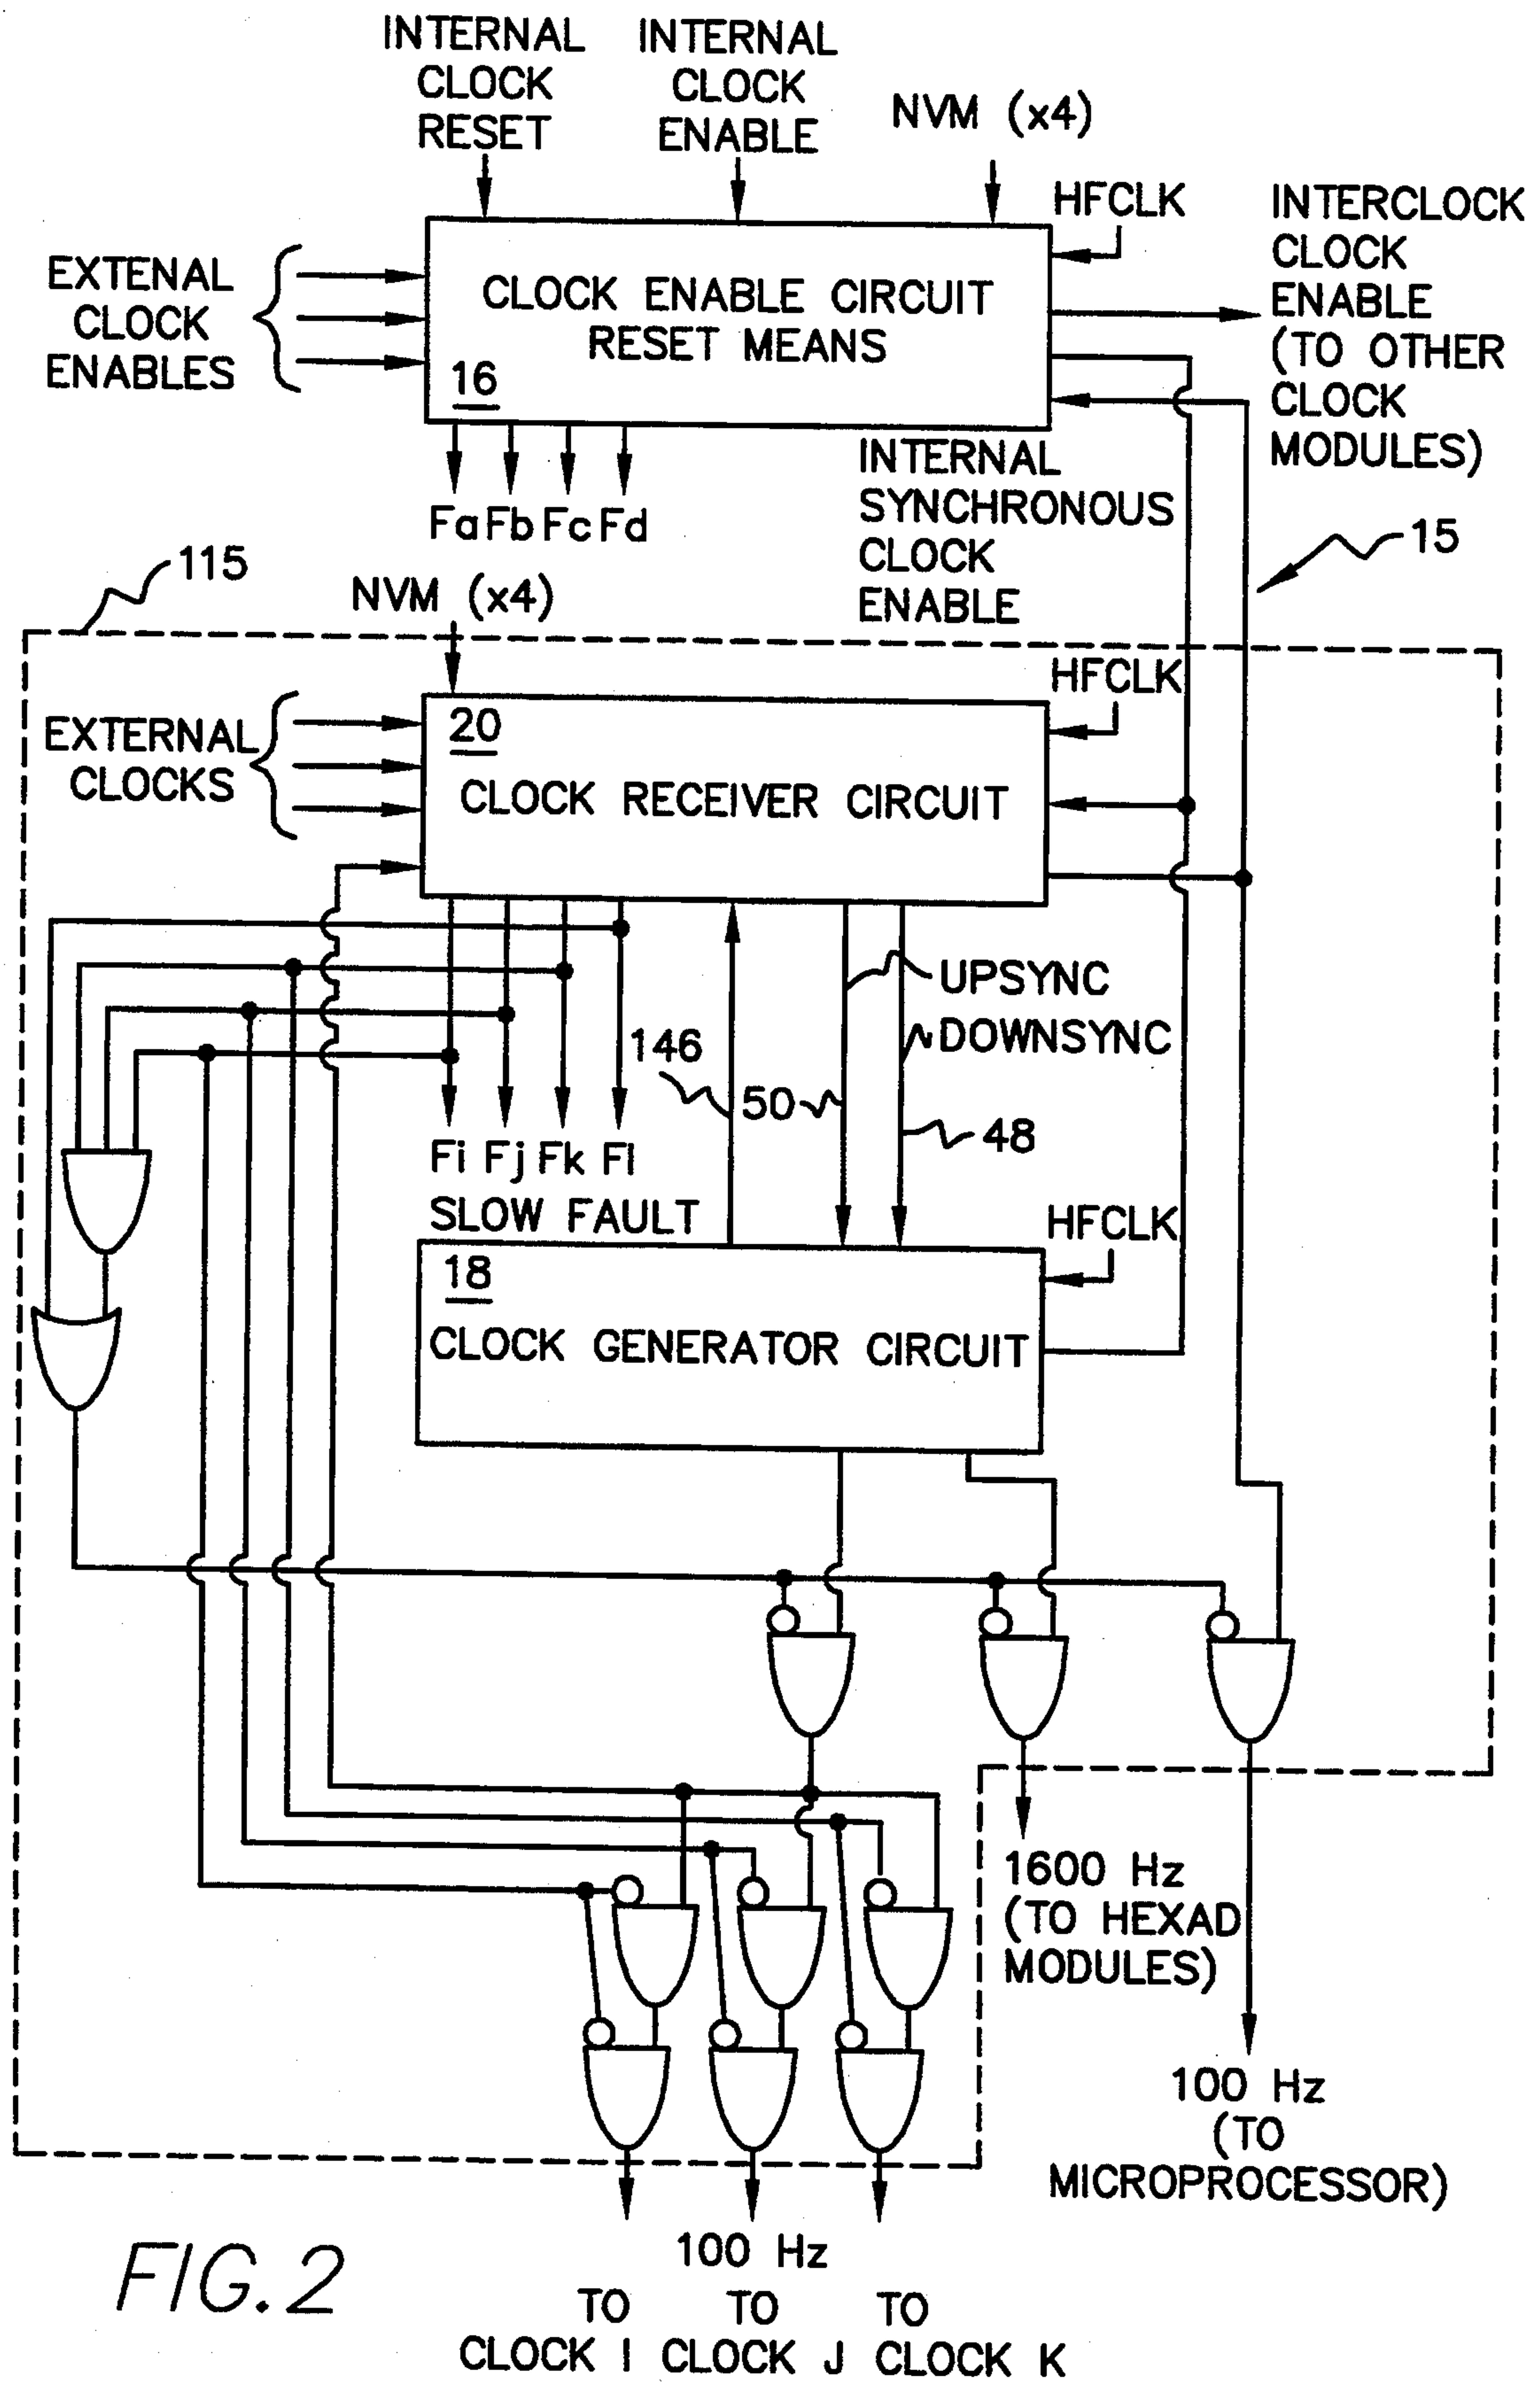 INTERNAL
CLOCK
RESET
INTERNAL
CLOCK
ENABLE
NVM (x4)
HFCLK
INTERCLOCK
CLOCK
ENABLE
(TO OTHER
CLOCK
MODULES)
EXTENAL
CLOCK
ENABLES
CLOCK ENABLE CIRCUIT
RESET MEANS
16
Fa Fb Fc Fd
INTERNAL
SYNCHRONOUS
CLOCK
ENABLE
15
115
NVM (x4)
HFCLK
EXTERNAL
CLOCKS
20
CLOCK RECEIVER CIRCUIT
UPSYNC
DOWNSYNC
146
50
48
Fi Fj Fk Fl
SLOW FAULT
HFCLK
18
CLOCK GENERATOR CIRCUIT
1600 Hz
(TO HEXAD
MODULES)
100 Hz
(TO
MICROPROCESSOR)
100 Hz
TO TO TO
CLOCK I CLOCK J CLOCK K
FIG. 2